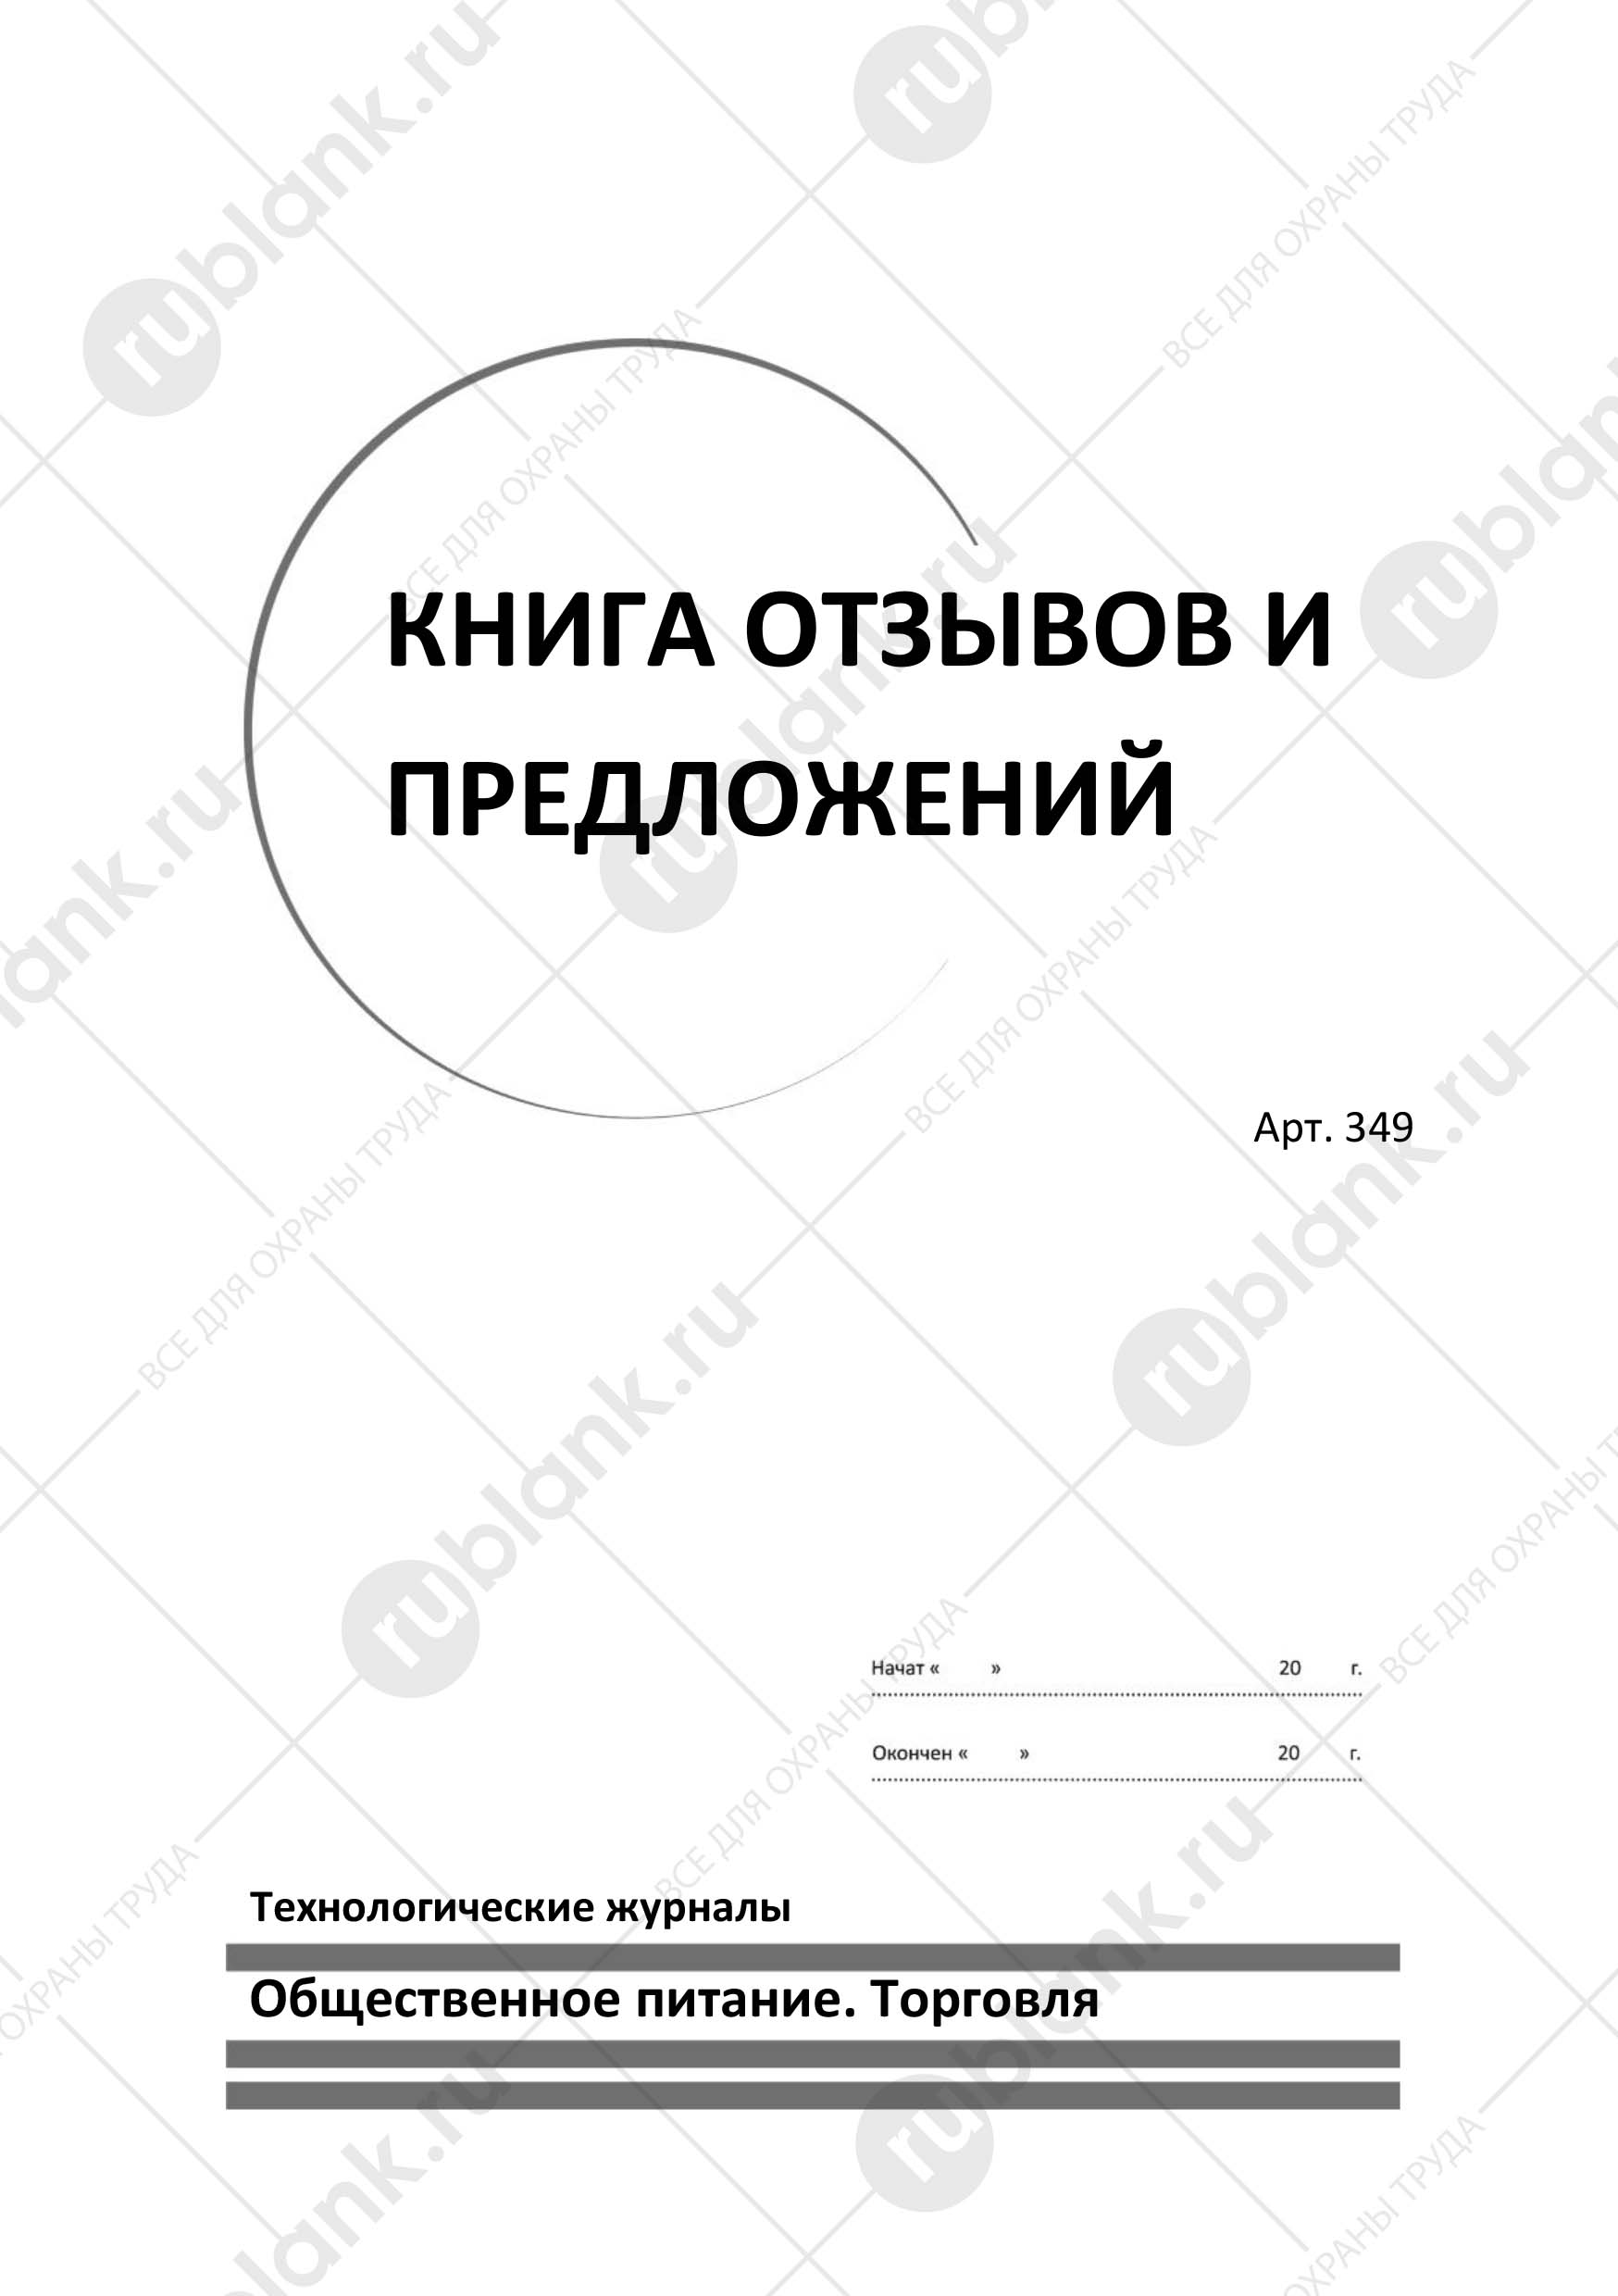 КНИГА ОТЗЫВОВ И
ПРЕДЛОЖЕНИЙ
Арт. 349
Начат « » 20 г.
Окончен « » 20 г.
Технологические журналы
Общественное питание. Торговля
rublank.ru
ВСЕ ДЛЯ ОХРАНЫ ТРУДА